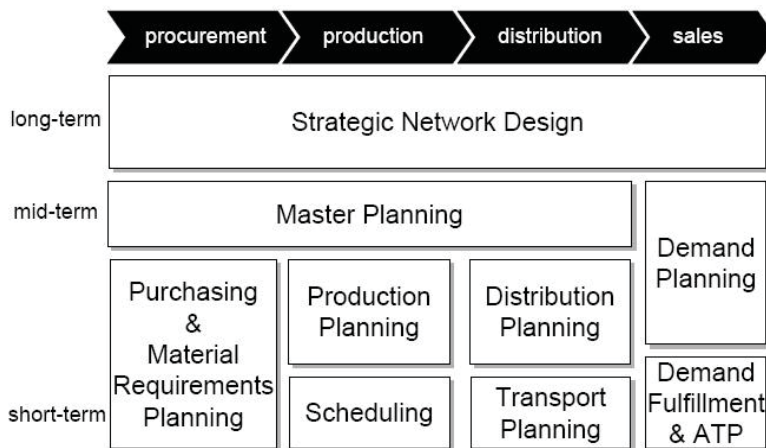 procurement
production
distribution
sales
long-term
Strategic Network Design
mid-term
Master Planning
Demand
Planning
Purchasing
&
Material
Requirements
Planning
Production
Planning
Distribution
Planning
short-term
Scheduling
Transport
Planning
Demand
Fulfillment
& ATP